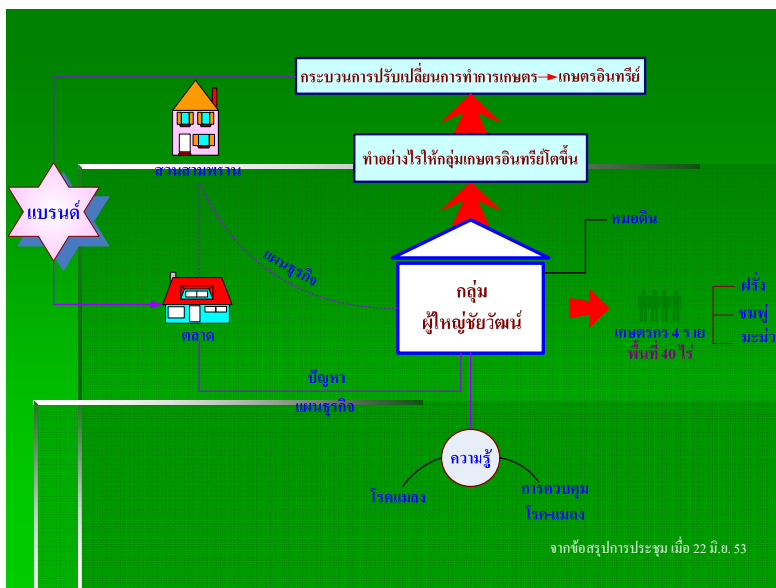 กระบวนการปรับเปลี่ยนการทำการเกษตร → เกษตรอินทรีย์
ทำอย่างไรให้กลุ่มเกษตรอินทรีย์โตขึ้น
สวนสามพราน
แบรนด์
หมอดิน
แผนธุรกิจ
กลุ่ม
ผู้ใหญ่ชัยวัฒน์
ฝรั่ง
ชมพู่
มะม่ว
เกษตรกร 4 ราย
พื้นที่ 40 ไร่
ตลาด
ปัญหา
แผนธุรกิจ
ความรู้
โรคแมลง
การควบคุม
โรค-แมลง
จากข้อสรุปการประชุม เมื่อ 22 มิ.ย. 53